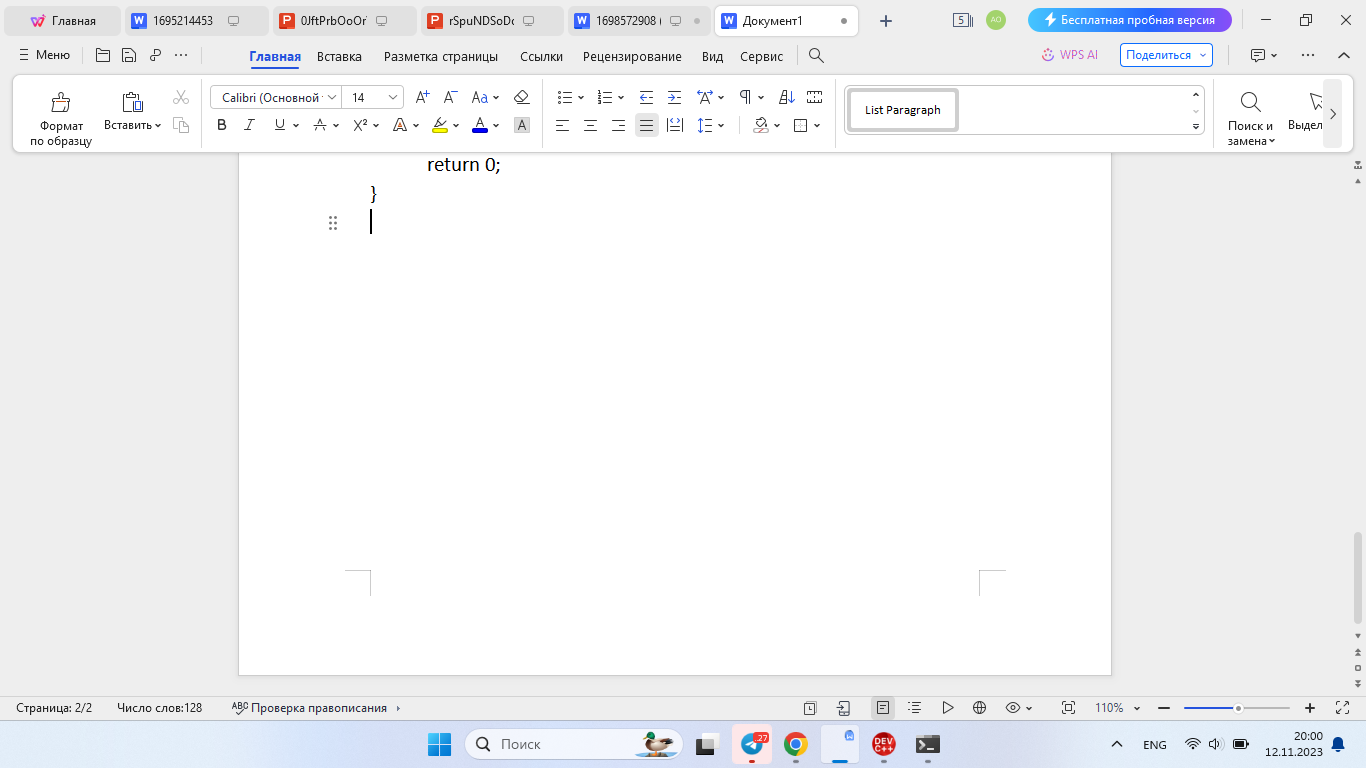 Главная
1695214453
0JftPrbOoOr
rSpuNDSoDc
1698572908 (
Документ1
5
AO
Бесплатная пробная версия
Меню
Главная
Вставка
Разметка страницы
Ссылки
Рецензирование
Вид
Сервис
WPS AI
Поделиться
Формат
по образцу
Вставить
Calibri (Основной
14
List Paragraph
Поиск и
замена
Выдел
return 0;
}
Страница: 2/2
Число слов:128
Проверка правописания
110%
Поиск
27
DEV
C++
ENG
20:00
12.11.2023